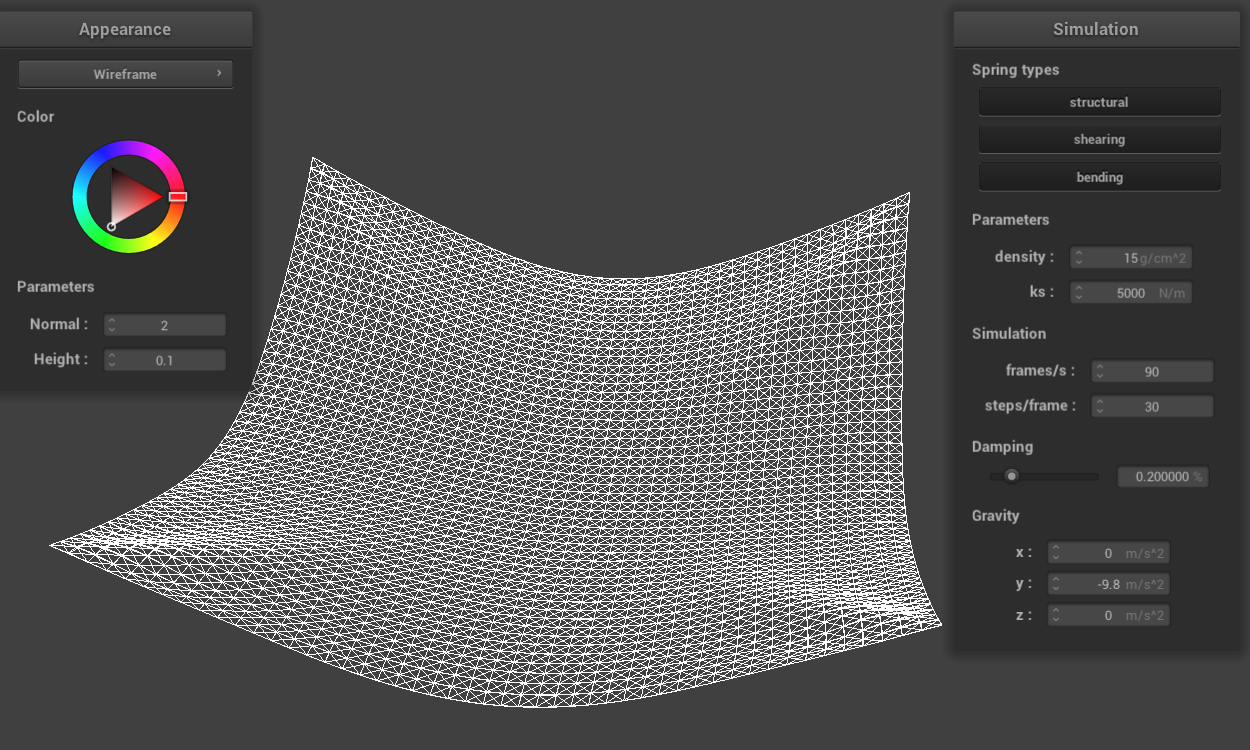 Appearance
Wireframe ›
Color
Parameters
Normal : 2
Height : 0.1
Simulation
Spring types
structural
shearing
bending
Parameters
density : 15 g/cm^2
ks : 5000 N/m
Simulation
frames/s : 90
steps/frame : 30
Damping
0.200000 %
Gravity
x : 0 m/s^2
y : -9.8 m/s^2
z : 0 m/s^2